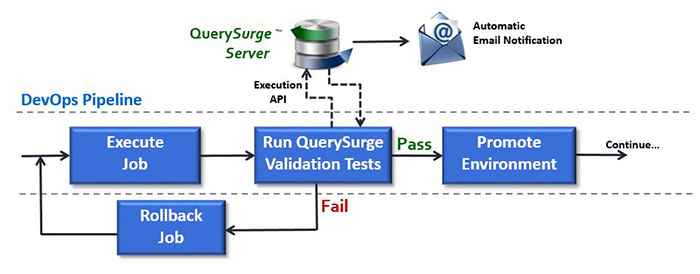 QuerySurge™
Server
Automatic
Email Notification
Execution
API
DevOps Pipeline
Execute
Job
Run QuerySurge
Validation Tests
Pass
Promote
Environment
Continue...
Fail
Rollback
Job